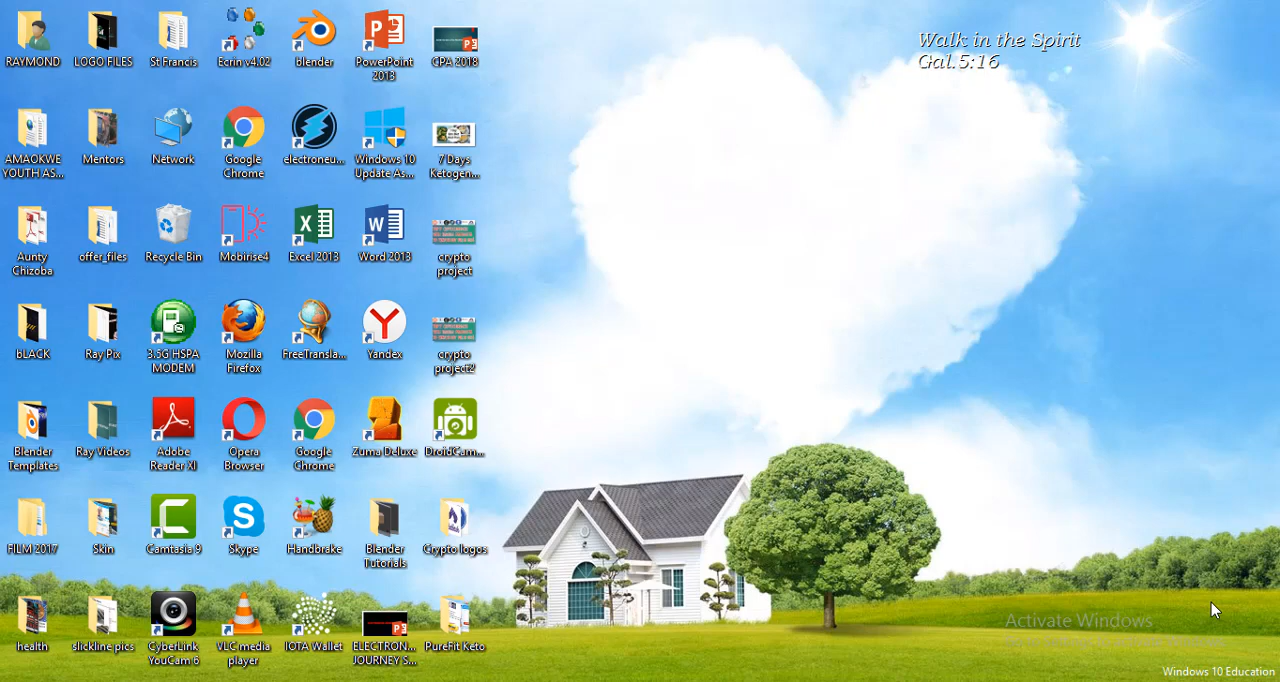 RAYMOND
LOGO FILES
St Francis
Ecrin v4.02
Blender
PowerPoint
2013
CPA 2018
AMAOKWE
YOUTH AS...
Mentors
Network
Google
Chrome
electroneu...
Windows 10
Update As...
7 Days
Ketogen...
Aunty
Chizoba
offer_files
Recycle Bin
Mobirise4
Excel 2013
Word 2013
crypto
project
bLACK
Ray Pix
3.5G HSPA
MODEM
Mozilla
Firefox
FreeTransla...
Yandex
crypto
project2
Blender
Templates
Ray Videos
Adobe
Reader XI
Opera
Browser
Google
Chrome
Zuma Deluxe
DroidCam...
FILM 2017
Skin
Camtasia 9
Skype
Handbrake
Blender
Tutorials
Crypto logos
health
slickline pics
CyberLink
YouCam 6
VLC media
player
IOTA Wallet
ELECTRON...
JOURNEY S...
PureFit Keto
Walk in the Spirit
Gal.5:16
Activate Windows
Windows 10 Education